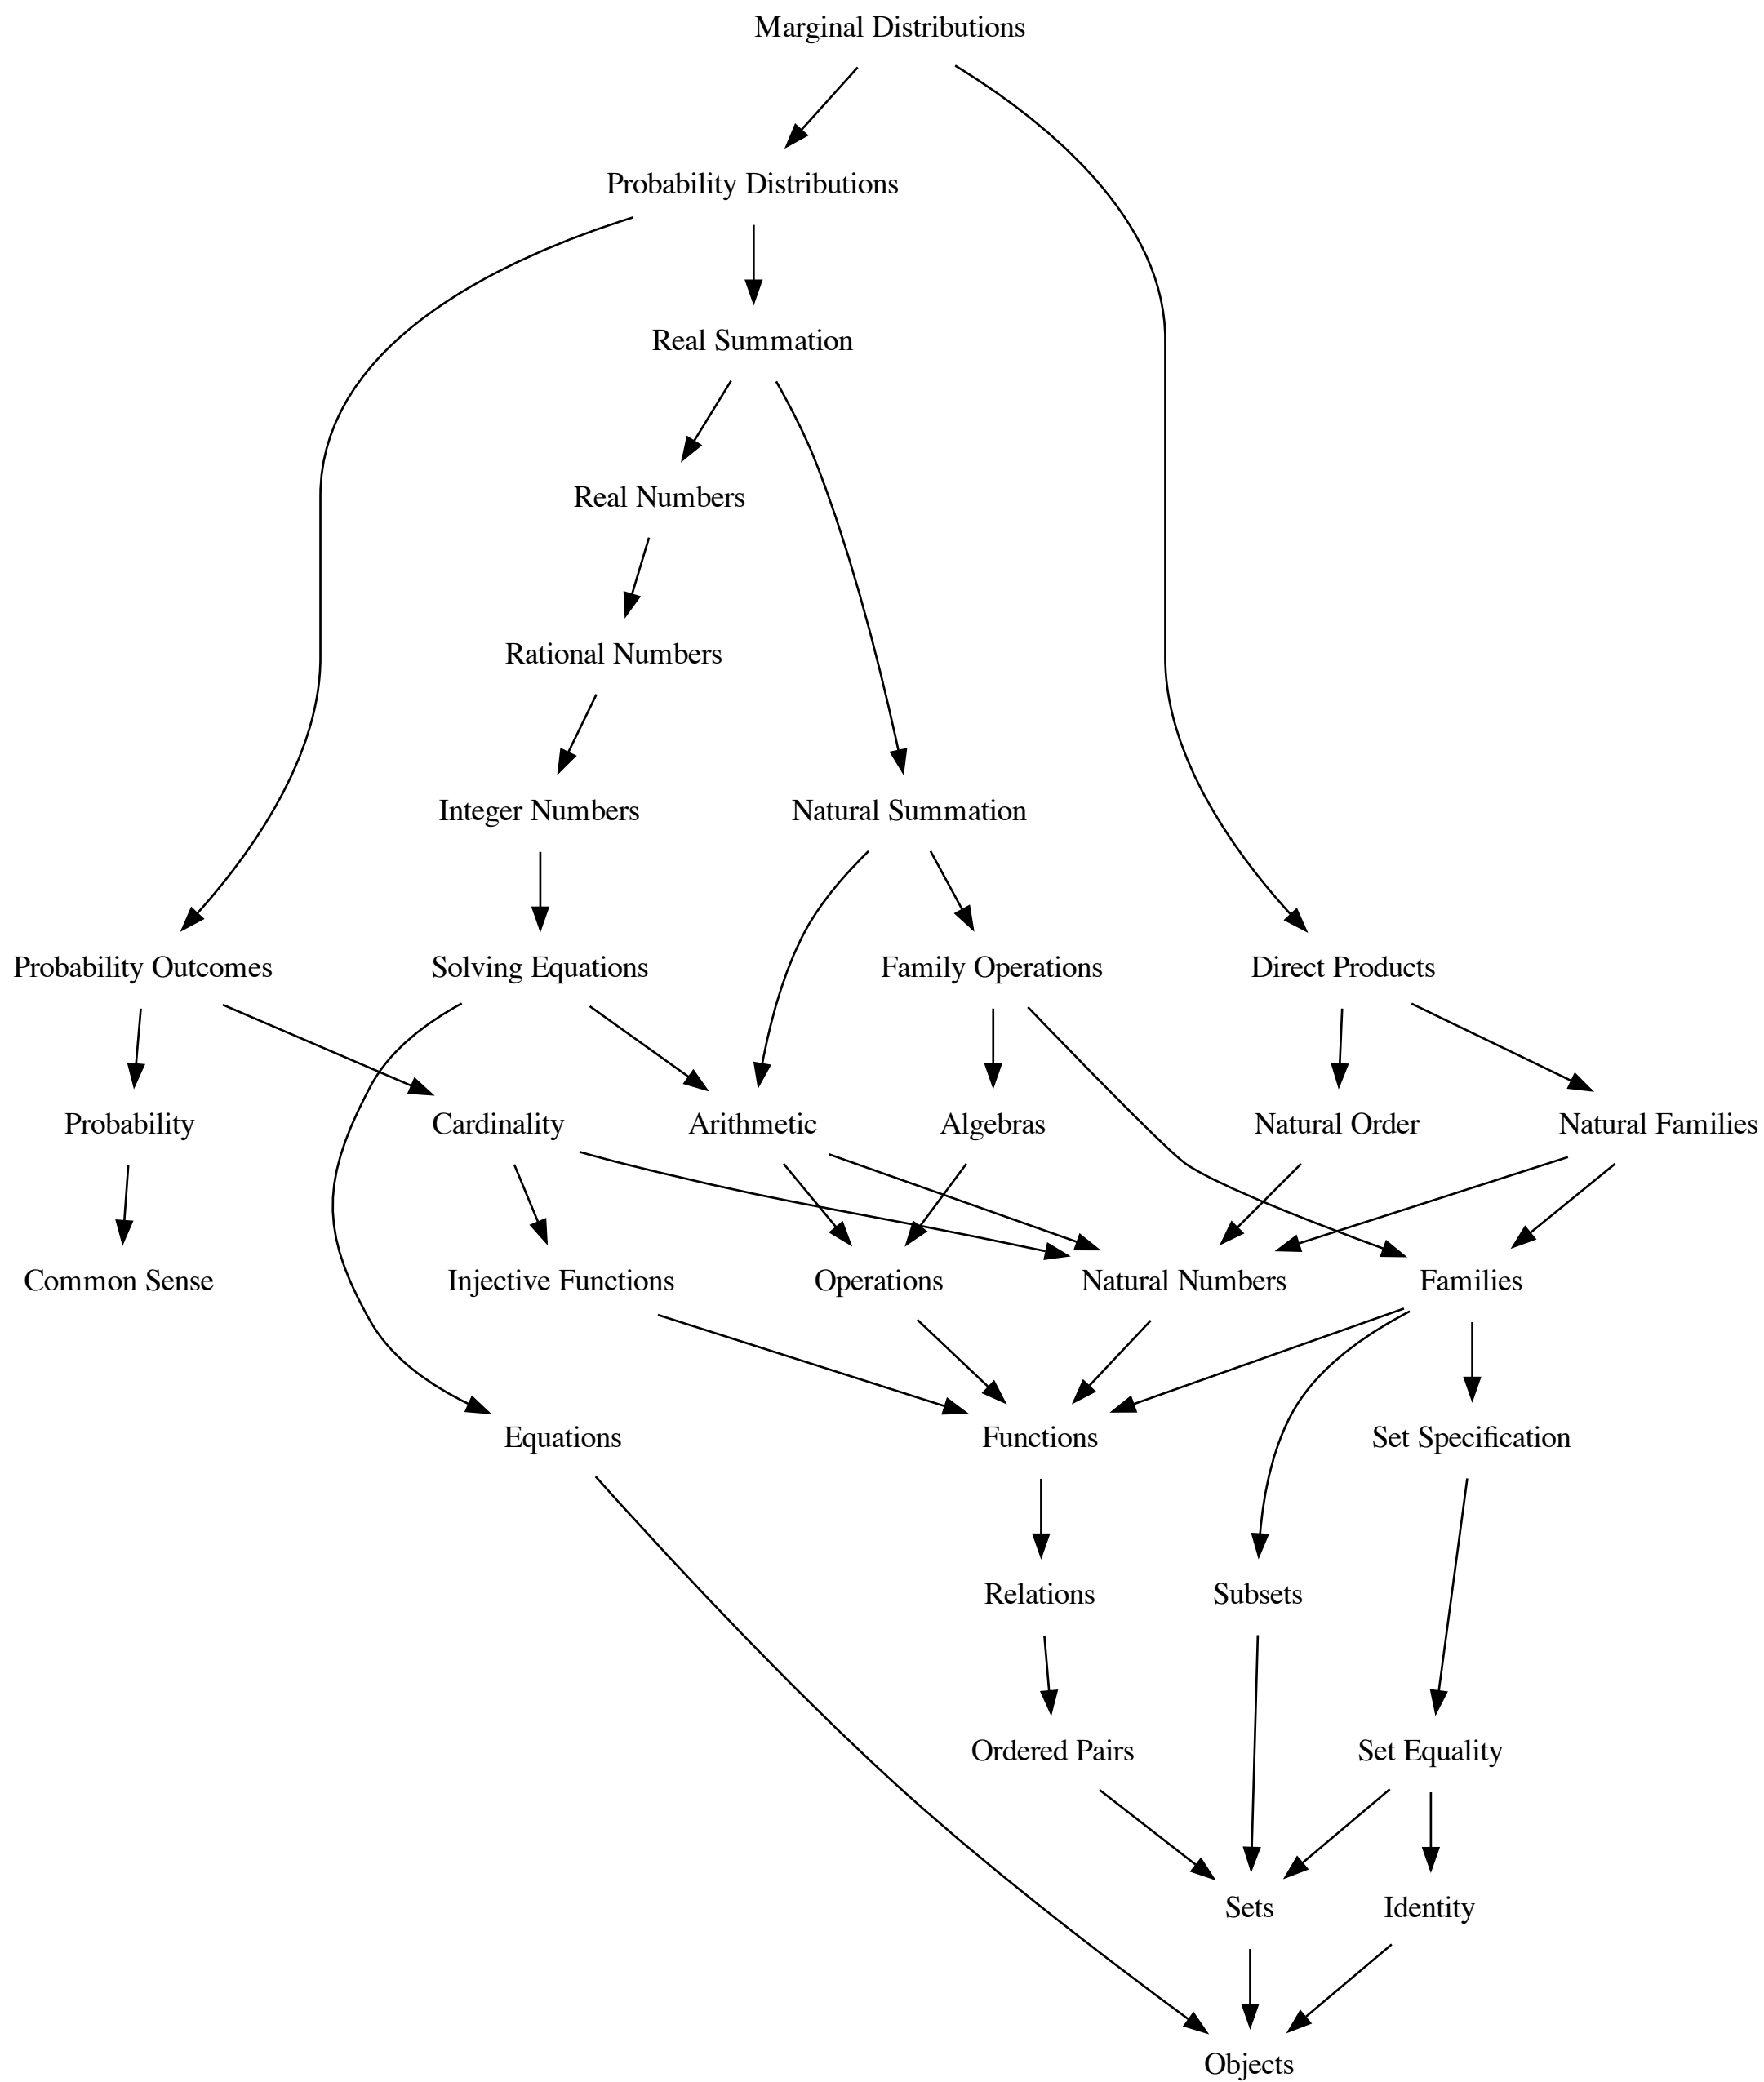 Marginal Distributions
Probability Distributions
Real Summation
Real Numbers
Rational Numbers
Integer Numbers
Natural Summation
Probability Outcomes
Solving Equations
Family Operations
Direct Products
Probability
Cardinality
Arithmetic
Algebras
Natural Order
Natural Families
Common Sense
Injective Functions
Operations
Natural Numbers
Families
Equations
Functions
Set Specification
Relations
Subsets
Ordered Pairs
Set Equality
Sets
Identity
Objects